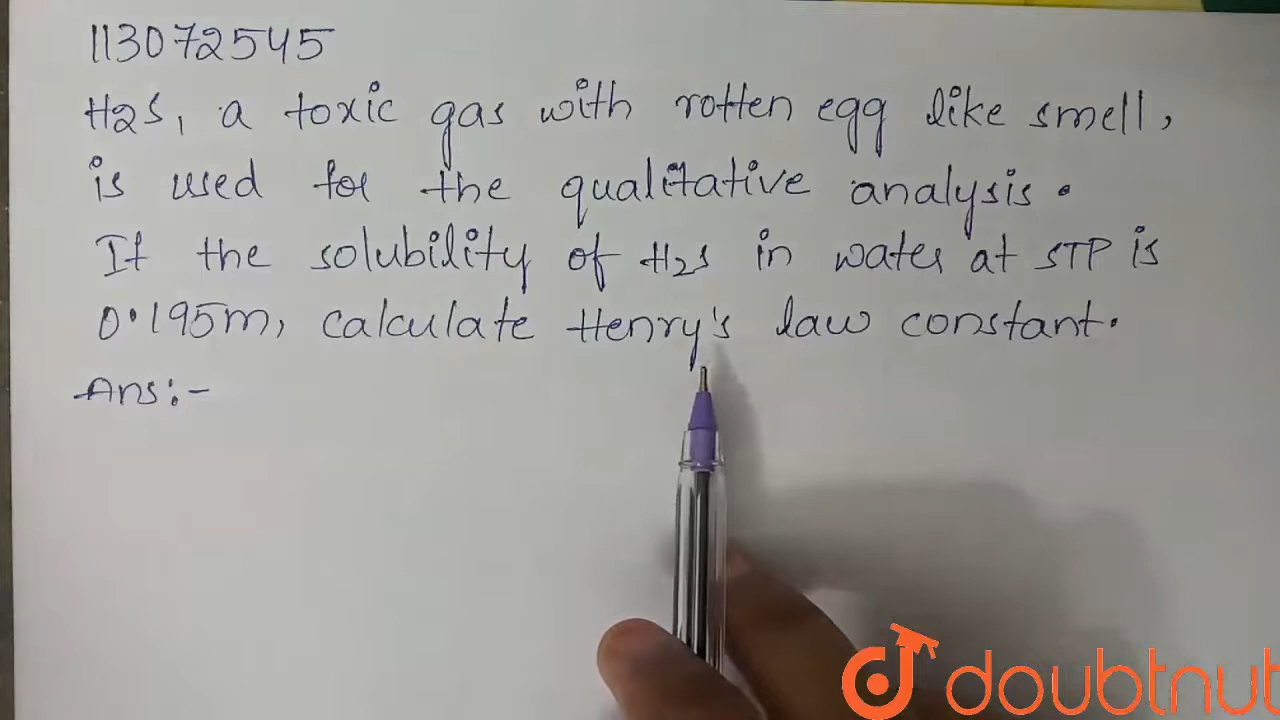 113072545
H2S, a toxic gas with rotten egg like smell,
is used for the qualitative analysis.
If the solubility of H2S in water at STP is
0.195m, calculate Henry's law constant.
Ans:-
doubtnut